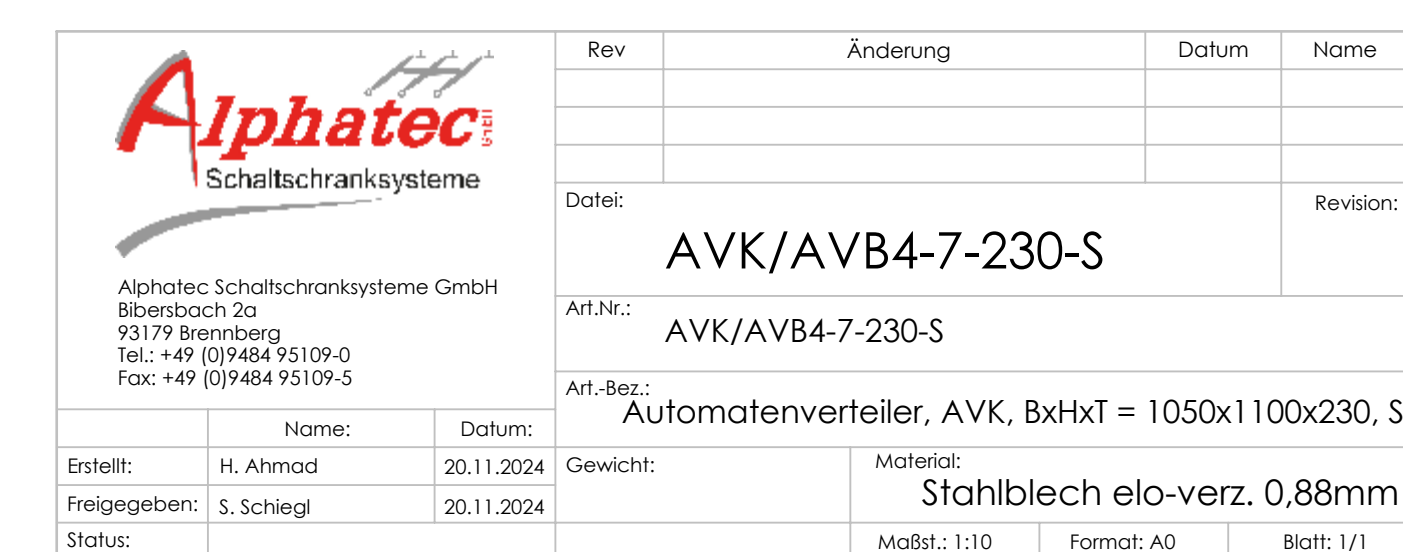 Alphatec GmbH
Schaltschranksysteme
Alphatec Schaltschranksysteme GmbH
Bibersbach 2a
93179 Brennberg
Tel.: +49 (0)9484 95109-0
Fax: +49 (0)9484 95109-5
Rev Änderung Datum Name
Datei: Revision:
AVK/AVB4-7-230-S
Art.Nr.:
AVK/AVB4-7-230-S
Art.-Bez.:
Automatenverteiler, AVK, BxHxT = 1050x1100x230, S
Name: Datum:
Erstellt: H. Ahmad 20.11.2024
Freigegeben: S. Schiegl 20.11.2024
Status:
Gewicht: Material:
Stahlblech elo-verz. 0,88mm
Maßst.: 1:10 Format: A0 Blatt: 1/1